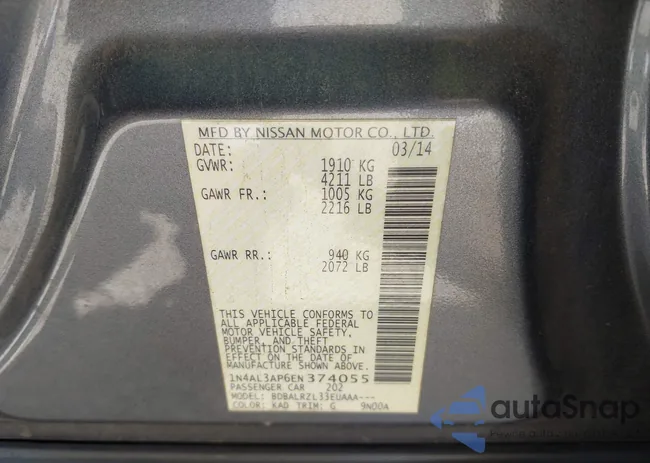 MFD BY NISSAN MOTOR CO., LTD.
DATE: 03/14
GVWR: 1910 KG
4211 LB
GAWR FR.: 1005 KG
2216 LB
GAWR RR.: 940 KG
2072 LB
THIS VEHICLE CONFORMS TO
ALL APPLICABLE FEDERAL
MOTOR VEHICLE SAFETY,
BUMPER, AND THEFT
PREVENTION STANDARDS
IN EFFECT ON THE DATE OF
MANUFACTURE SHOWN ABOVE.
1N4AL3AP6EN374055
PASSENGER CAR 202
MODEL: BDBALRZL33EUAAA---
COLOR: KAD TRIM: G 9N00A
autoSnap